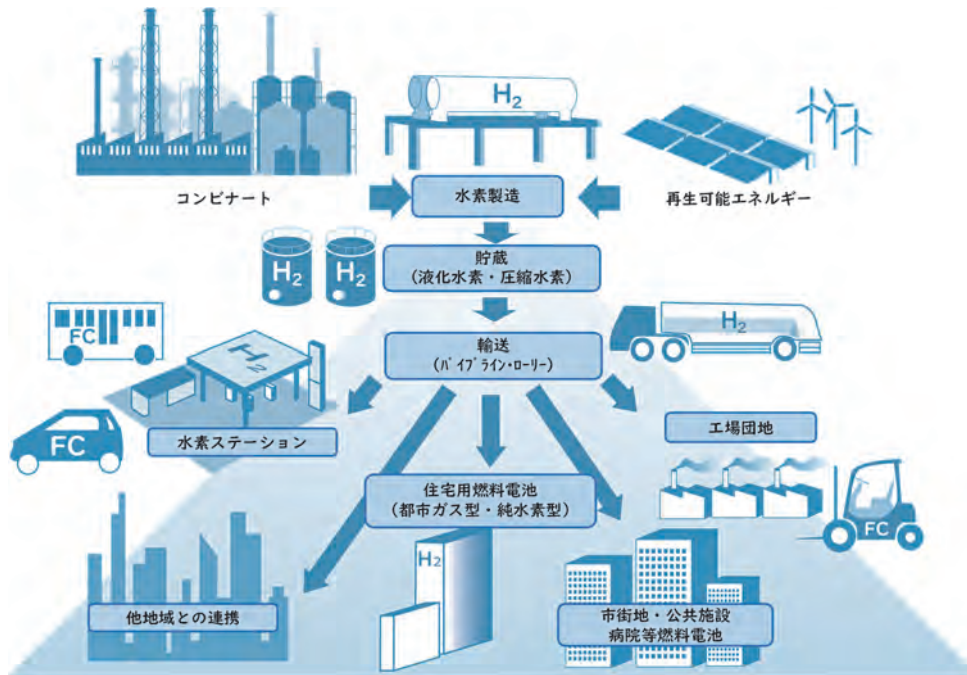 H2
コンビナート
水素製造
再生可能エネルギー
H2
H2
貯蔵
(液化水素・圧縮水素)
FC
H2
輸送
(ﾊﾟｲﾌﾟﾗｲﾝ・ﾛｰﾘｰ)
H2
FC
水素ステーション
工場団地
住宅用燃料電池
(都市ガス型・純水素型)
FC
H2
他地域との連携
市街地・公共施設
病院等燃料電池